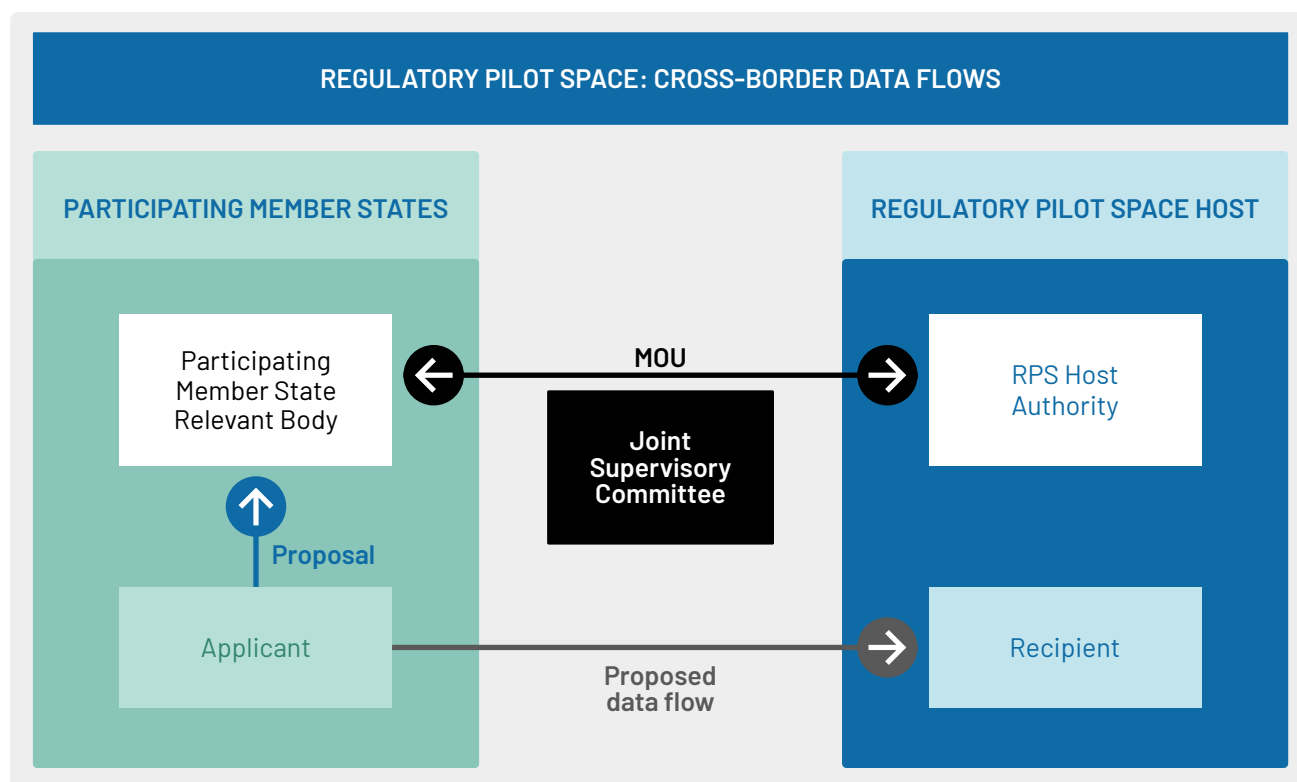 REGULATORY PILOT SPACE: CROSS-BORDER DATA FLOWS
PARTICIPATING MEMBER STATES
REGULATORY PILOT SPACE HOST
Participating
Member State
Relevant Body
MOU
Joint
Supervisory
Committee
RPS Host
Authority
Proposal
Applicant
Proposed
data flow
Recipient